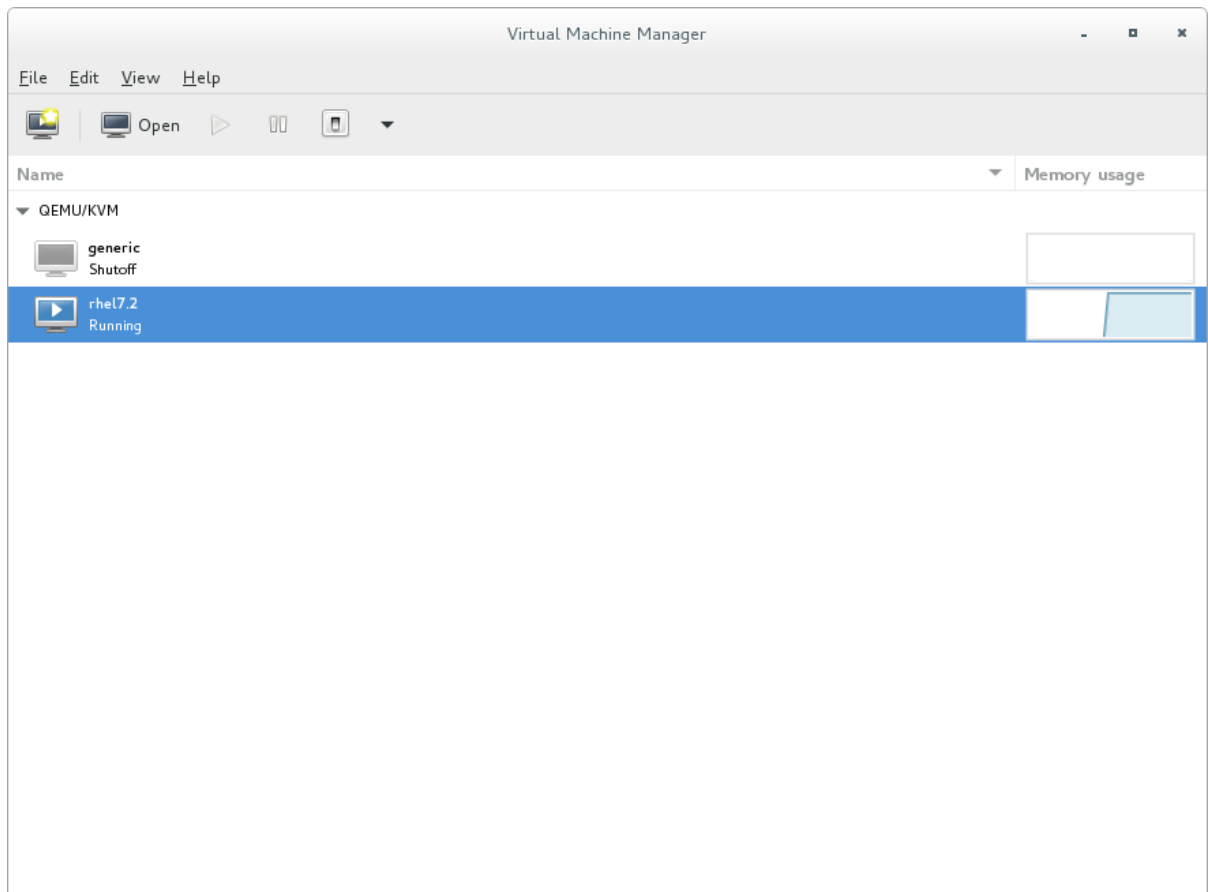 Virtual Machine Manager
File Edit View Help
Open
Name Memory usage
QEMU/KVM
generic
Shutoff
rhel7.2
Running